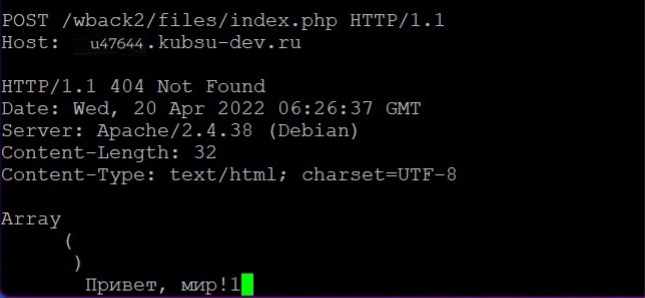 POST /wback2/files/index.php HTTP/1.1
Host: u47644.kubsu-dev.ru
HTTP/1.1 404 Not Found
Date: Wed, 20 Apr 2022 06:26:37 GMT
Server: Apache/2.4.38 (Debian)
Content-Length: 32
Content-Type: text/html; charset=UTF-8
Array
(
)
Привет, мир!1